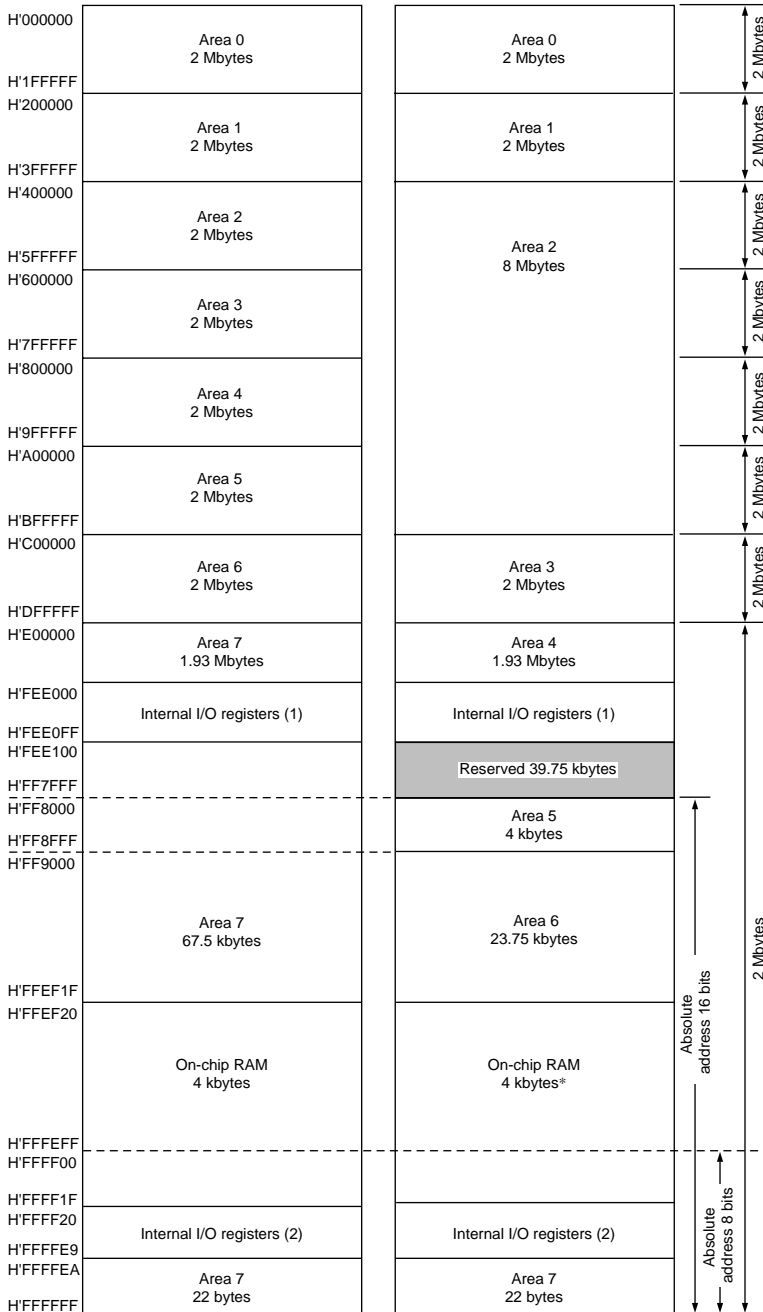 H'000000
H'1FFFFF
H'200000
H'3FFFFF
H'400000
H'5FFFFF
H'600000
H'7FFFFF
H'800000
H'9FFFFF
H'A00000
H'BFFFFF
H'C00000
H'DFFFFF
H'E00000
H'FEE000
H'FEE0FF
H'FEE100
H'FF7FFF
H'FF8000
H'FF8FFF
H'FF9000
H'FFEF1F
H'FFEF20
H'FFFEFF
H'FFFF00
H'FFFF1F
H'FFFF20
H'FFFFE9
H'FFFFEA
H'FFFFFF
Area 0
2 Mbytes
Area 1
2 Mbytes
Area 2
2 Mbytes
Area 3
2 Mbytes
Area 4
2 Mbytes
Area 5
2 Mbytes
Area 6
2 Mbytes
Area 7
1.93 Mbytes
Internal I/O registers (1)
Area 7
67.5 kbytes
On-chip RAM
4 kbytes
Internal I/O registers (2)
Area 7
22 bytes
Area 0
2 Mbytes
Area 1
2 Mbytes
Area 2
8 Mbytes
Area 3
2 Mbytes
Area 4
1.93 Mbytes
Internal I/O registers (1)
Reserved 39.75 kbytes
Area 5
4 kbytes
Area 6
23.75 kbytes
On-chip RAM
4 kbytes*
Internal I/O registers (2)
Area 7
22 bytes
Absolute
address 16 bits
Absolute
address 8 bits
2 Mbytes
2 Mbytes
2 Mbytes
2 Mbytes
2 Mbytes
2 Mbytes
2 Mbytes
2 Mbytes